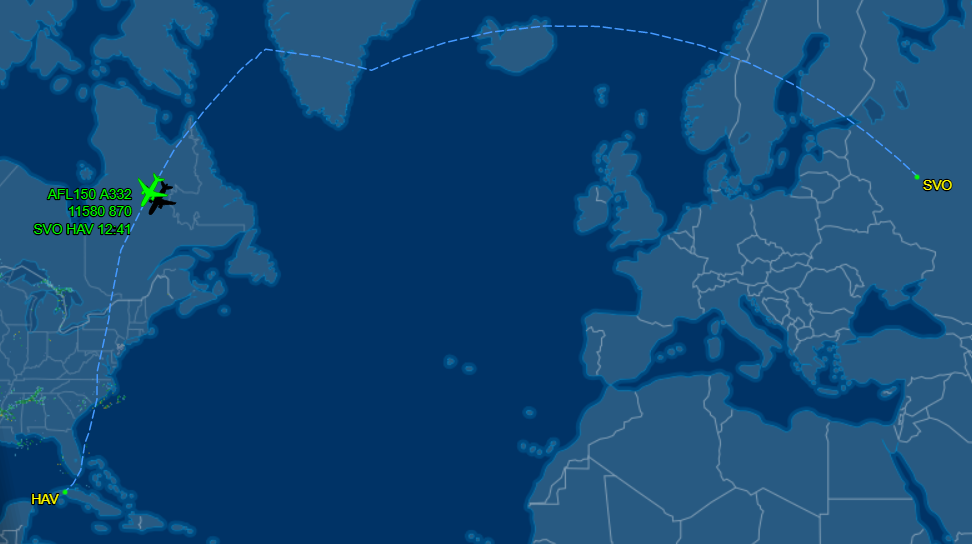 AFL150 A332
11580 870
SVO HAV 12:41
SVO
HAV